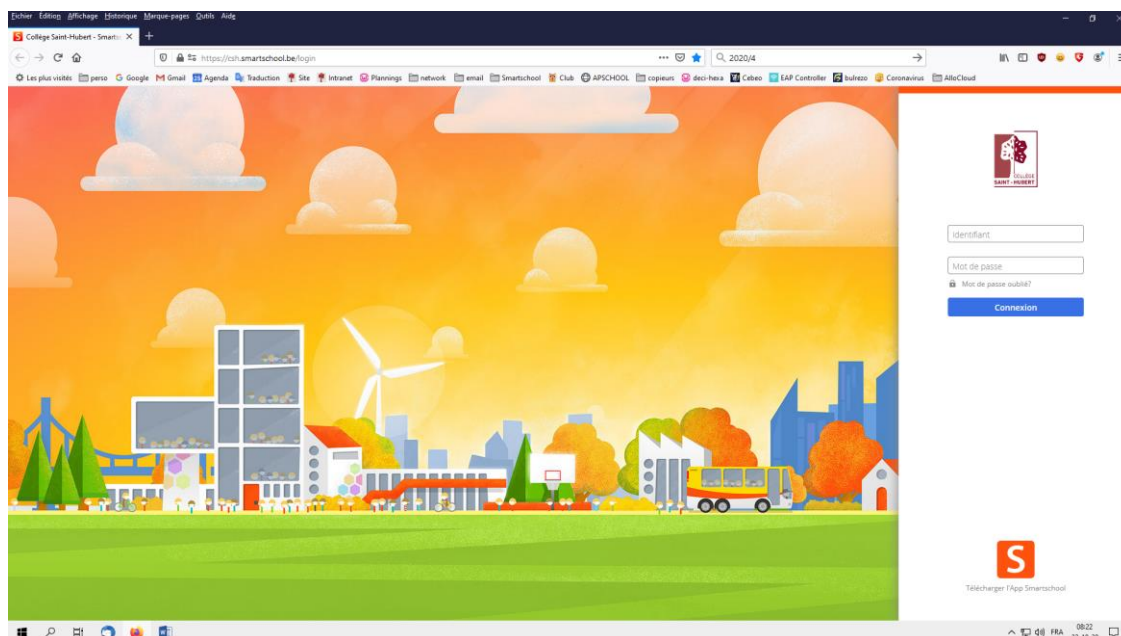 Fichier Édition Affichage Historique Marque-pages Outils Aide
Collège Saint-Hubert - Smarts
https://csh.smartschool.be/login
2020/4
Les plus visités perso Google Gmail Agenda Traduction Site Intranet Plannings network email Smartschool Club APSCHOOL copieurs deci-hexa Cebeo EAP Controller bulrezo Coronavirus AlloCloud
COLLÈGE
SAINT-HUBERT
identifiant
Mot de passe
Mot de passe oublié?
Connexion
S
Télécharger l'App Smartschool
FRA
08:22